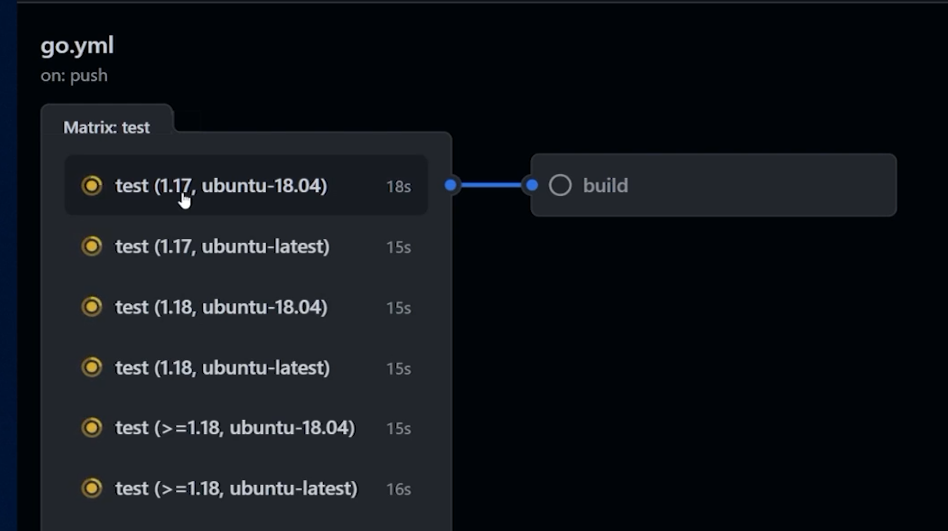 go.yml
on: push
Matrix: test
test (1.17, ubuntu-18.04) 18s
build
test (1.17, ubuntu-latest) 15s
test (1.18, ubuntu-18.04) 15s
test (1.18, ubuntu-latest) 15s
test (>=1.18, ubuntu-18.04) 15s
test (>=1.18, ubuntu-latest) 16s